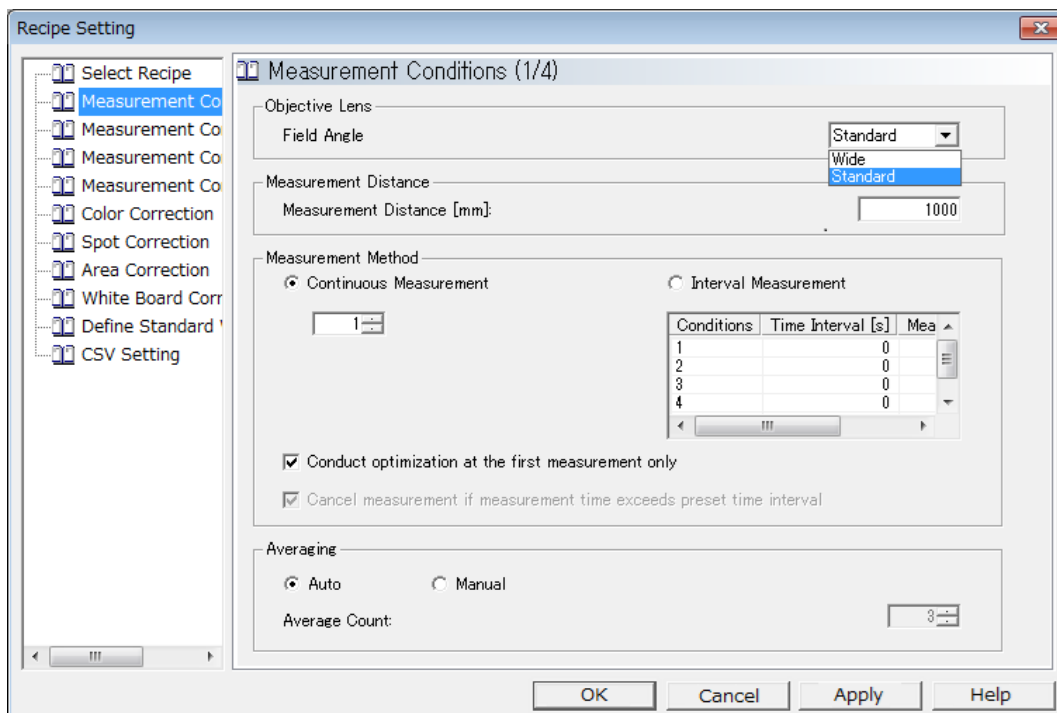 Recipe Setting
Select Recipe
Measurement Co
Measurement Co
Measurement Co
Measurement Co
Color Correction
Spot Correction
Area Correction
White Board Corr
Define Standard
CSV Setting
Measurement Conditions (1/4)
Objective Lens
Field Angle
Standard
Wide
Standard
Measurement Distance
Measurement Distance [mm]:
1000
Measurement Method
Continuous Measurement
Interval Measurement
1
Conditions Time Interval [s] Mea
1 0
2 0
3 0
4 0
Conduct optimization at the first measurement only
Cancel measurement if measurement time exceeds preset time interval
Averaging
Auto Manual
Average Count:
3
OK Cancel Apply Help